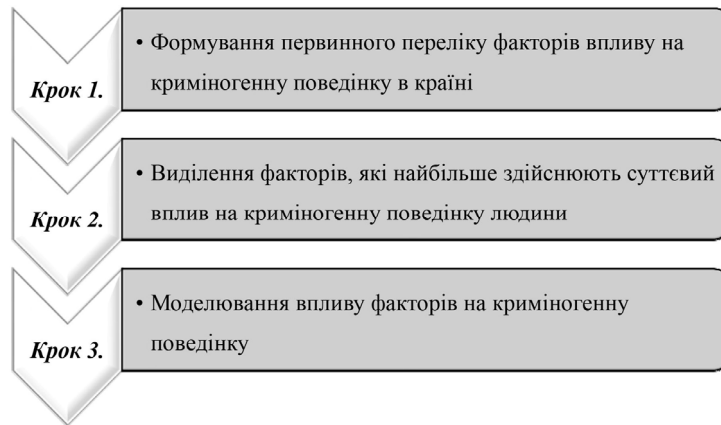 Крок 1.
• Формування первинного переліку факторів впливу на
криміногенну поведінку в країні
Крок 2.
• Виділення факторів, які найбільше здійснюють суттєвий
вплив на криміногенну поведінку людини
Крок 3.
• Моделювання впливу факторів на криміногенну
поведінку